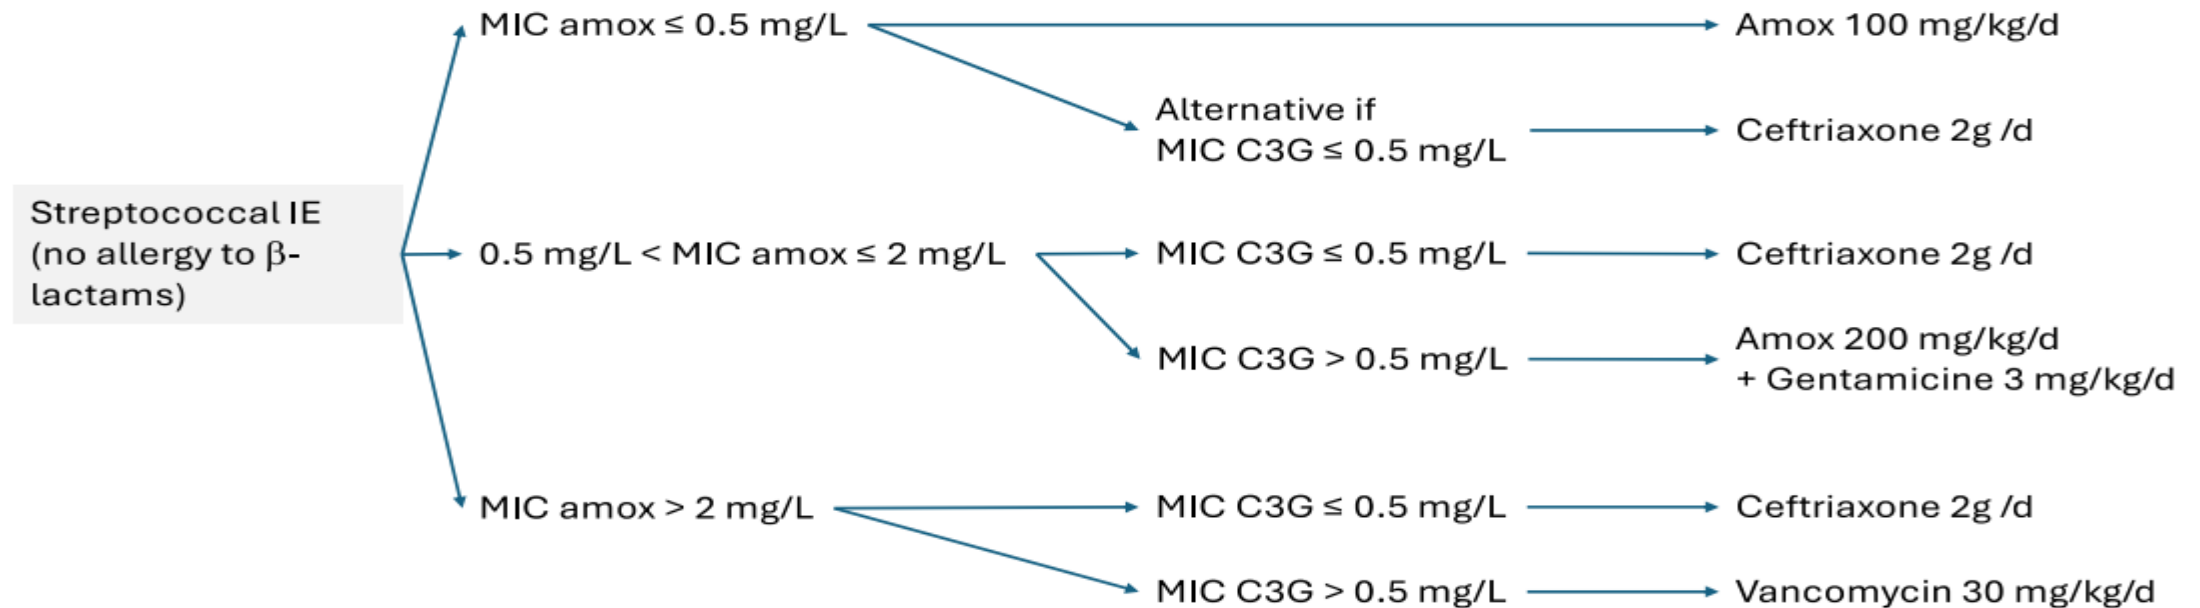 MIC amox ≤ 0.5 mg/L
Amox 100 mg/kg/d
Alternative if
MIC C3G ≤ 0.5 mg/L
Ceftriaxone 2g /d
Streptococcal IE
(no allergy to β-
lactams)
0.5 mg/L < MIC amox ≤ 2 mg/L
MIC C3G ≤ 0.5 mg/L
Ceftriaxone 2g /d
MIC C3G > 0.5 mg/L
Amox 200 mg/kg/d
+ Gentamicine 3 mg/kg/d
MIC amox > 2 mg/L
MIC C3G ≤ 0.5 mg/L
Ceftriaxone 2g /d
MIC C3G > 0.5 mg/L
Vancomycin 30 mg/kg/d